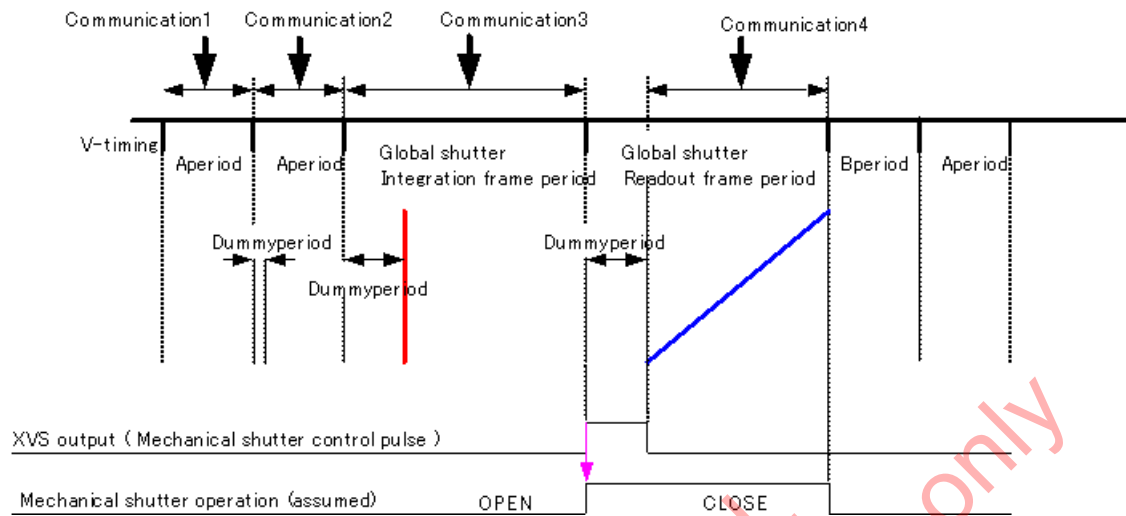 Communication1
Communication2
Communication3
Communication4
V-timing
Aperiod
Aperiod
Global shutter
Integration frame period
Global shutter
Readout frame period
Bperiod
Aperiod
Dummyperiod
Dummyperiod
Dummyperiod
XVS output ( Mechanical shutter control pulse )
Mechanical shutter operation (assumed)
OPEN
CLOSE
only